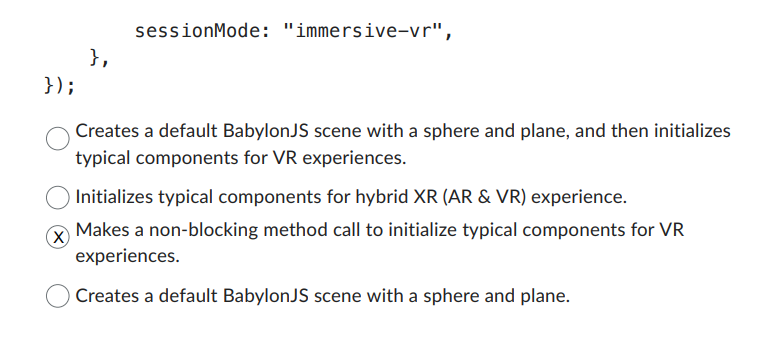 sessionMode: "immersive-vr",
},
});
Creates a default BabylonJS scene with a sphere and plane, and then initializes
typical components for VR experiences.
Initializes typical components for hybrid XR (AR & VR) experience.
X Makes a non-blocking method call to initialize typical components for VR
experiences.
Creates a default BabylonJS scene with a sphere and plane.